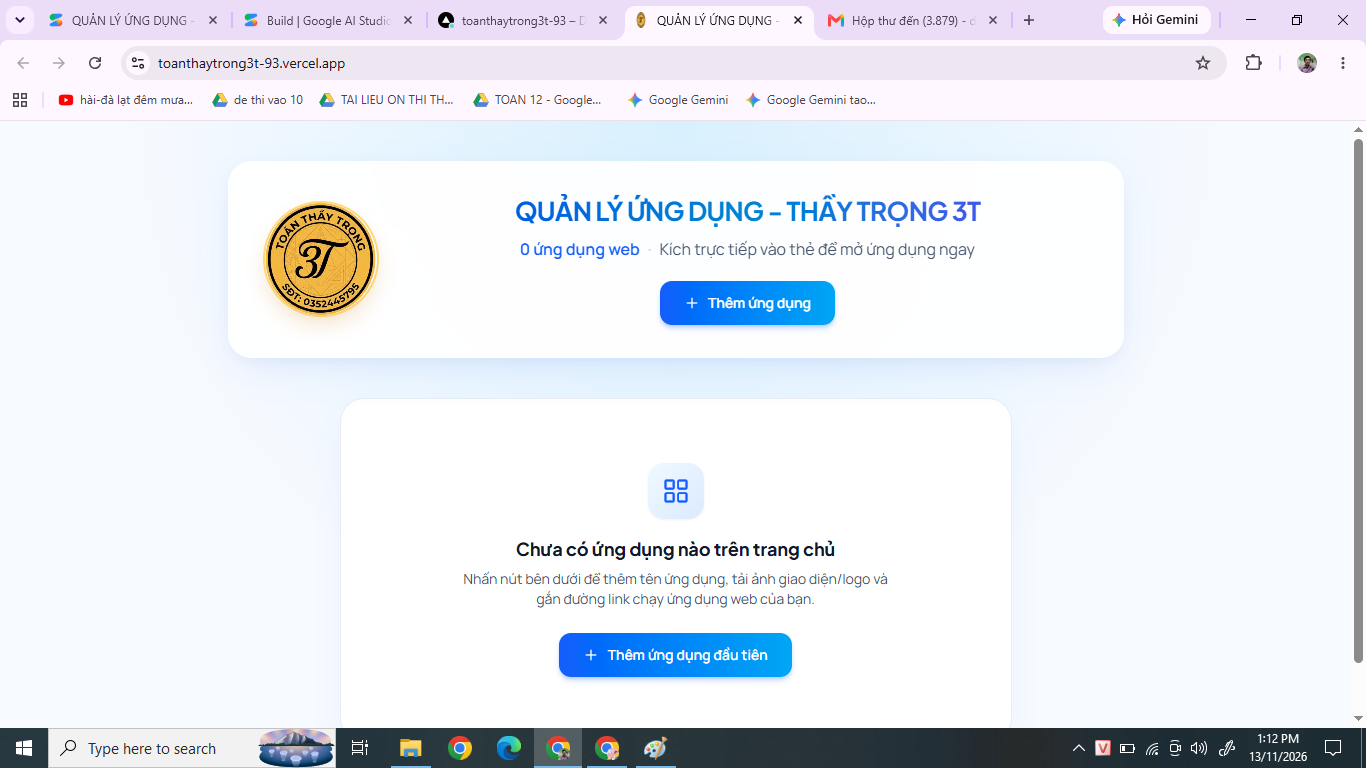 QUẢN LÝ ỨNG DỤNG -
Build | Google AI Studio
toanthaytrong3t-93 – D
QUẢN LÝ ỨNG DỤNG -
Hộp thư đến (3.879) - d
Hỏi Gemini
toanthaytrong3t-93.vercel.app
hài-đà lạt đêm mưa...
de thi vao 10
TAI LIEU ON THI TH...
TOAN 12 - Google...
Google Gemini
Google Gemini tao...
TOÁN THẦY TRỌNG
3T
SĐT: 0352445795
QUẢN LÝ ỨNG DỤNG – THẦY TRỌNG 3T
0 ứng dụng web · Kích trực tiếp vào thẻ để mở ứng dụng ngay
+ Thêm ứng dụng
Chưa có ứng dụng nào trên trang chủ
Nhấn nút bên dưới để thêm tên ứng dụng, tải ảnh giao diện/logo và
gắn đường link chạy ứng dụng web của bạn.
+ Thêm ứng dụng đầu tiên
Type here to search
V
1:12 PM
13/11/2026